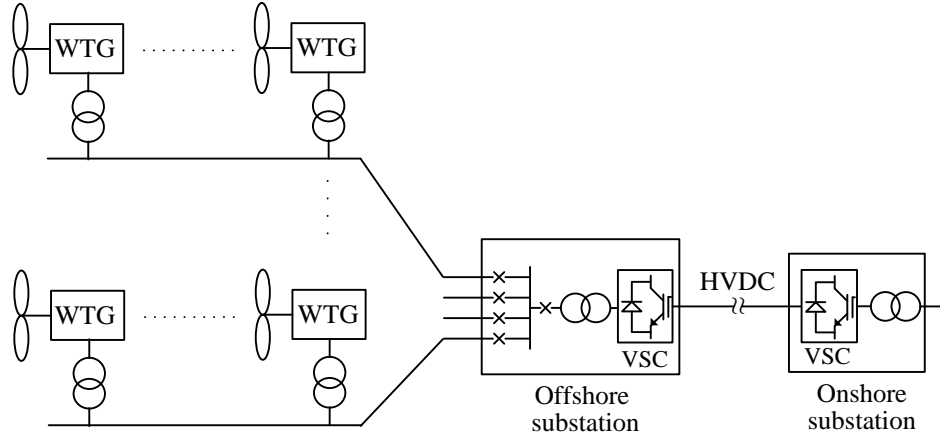 WTG
WTG
WTG
WTG
HVDC
VSC
VSC
Offshore
substation
Onshore
substation